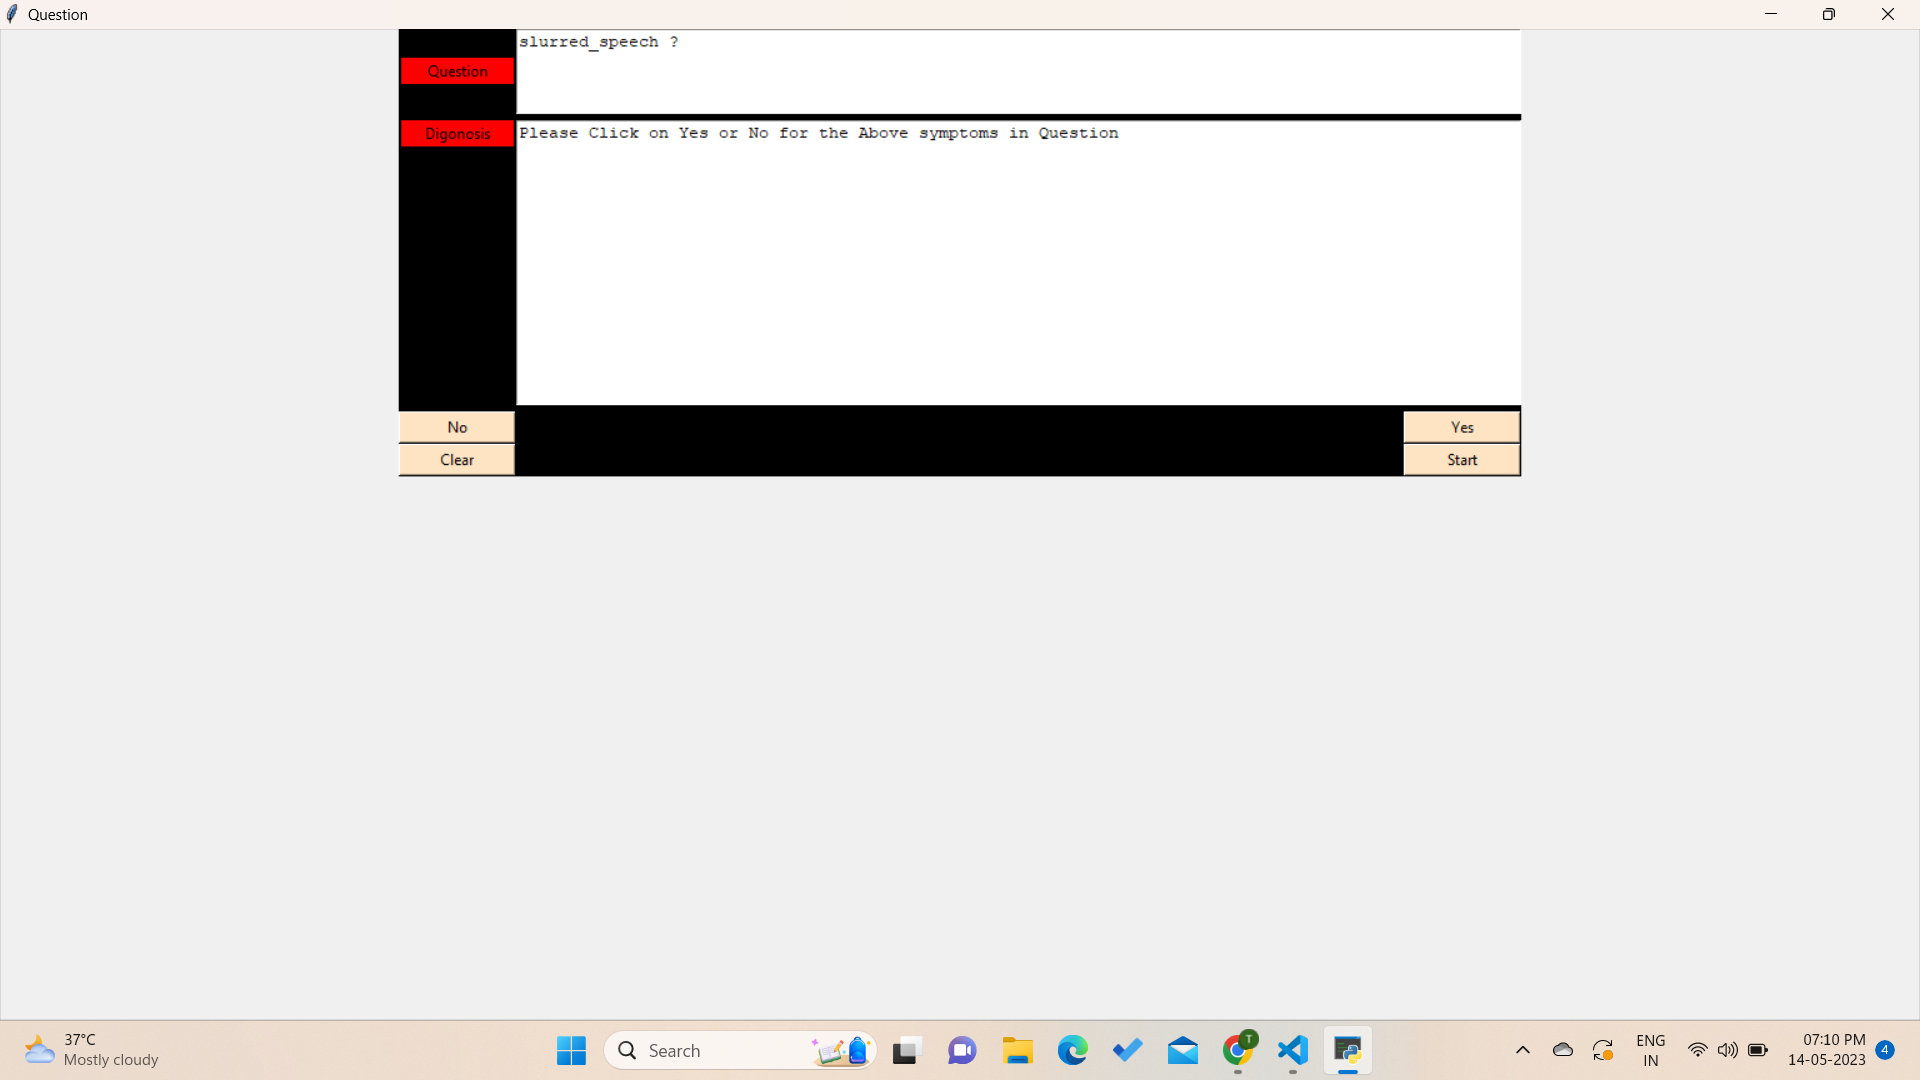 Question
slurred_speech ?
Question
Digonosis
Please Click on Yes or No for the Above symptoms in Question
No
Yes
Clear
Start
37°C
Mostly cloudy
Search
T
ENG
IN
07:10 PM
14-05-2023
4